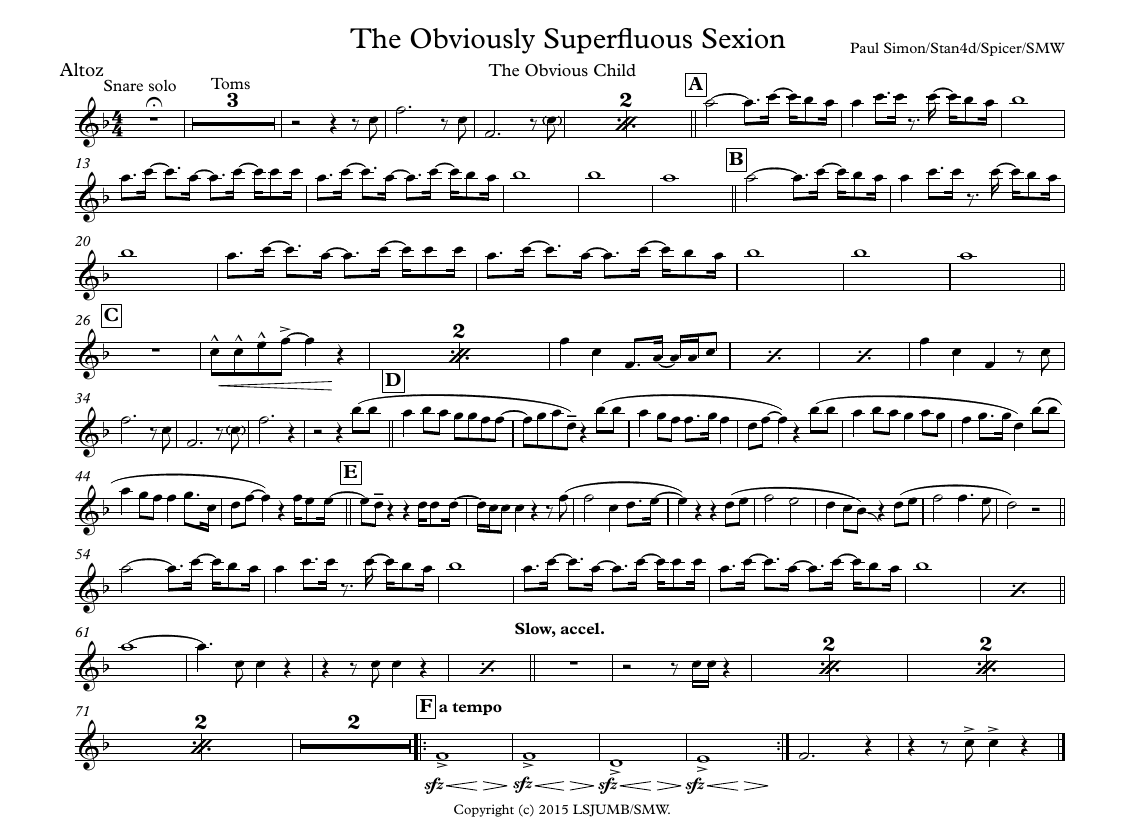 The Obviously Superfluous Sexion
Paul Simon/Stan4d/Spicer/SMW
Altoz
The Obvious Child
Snare solo
Toms
3
2
A
4
4
13
B
20
26
C
2
D
34
44
E
54
61
Slow, accel.
2
2
71
2
2
F a tempo
sfz sfz sfz sfz
Copyright (c) 2015 LSJUMB/SMW.